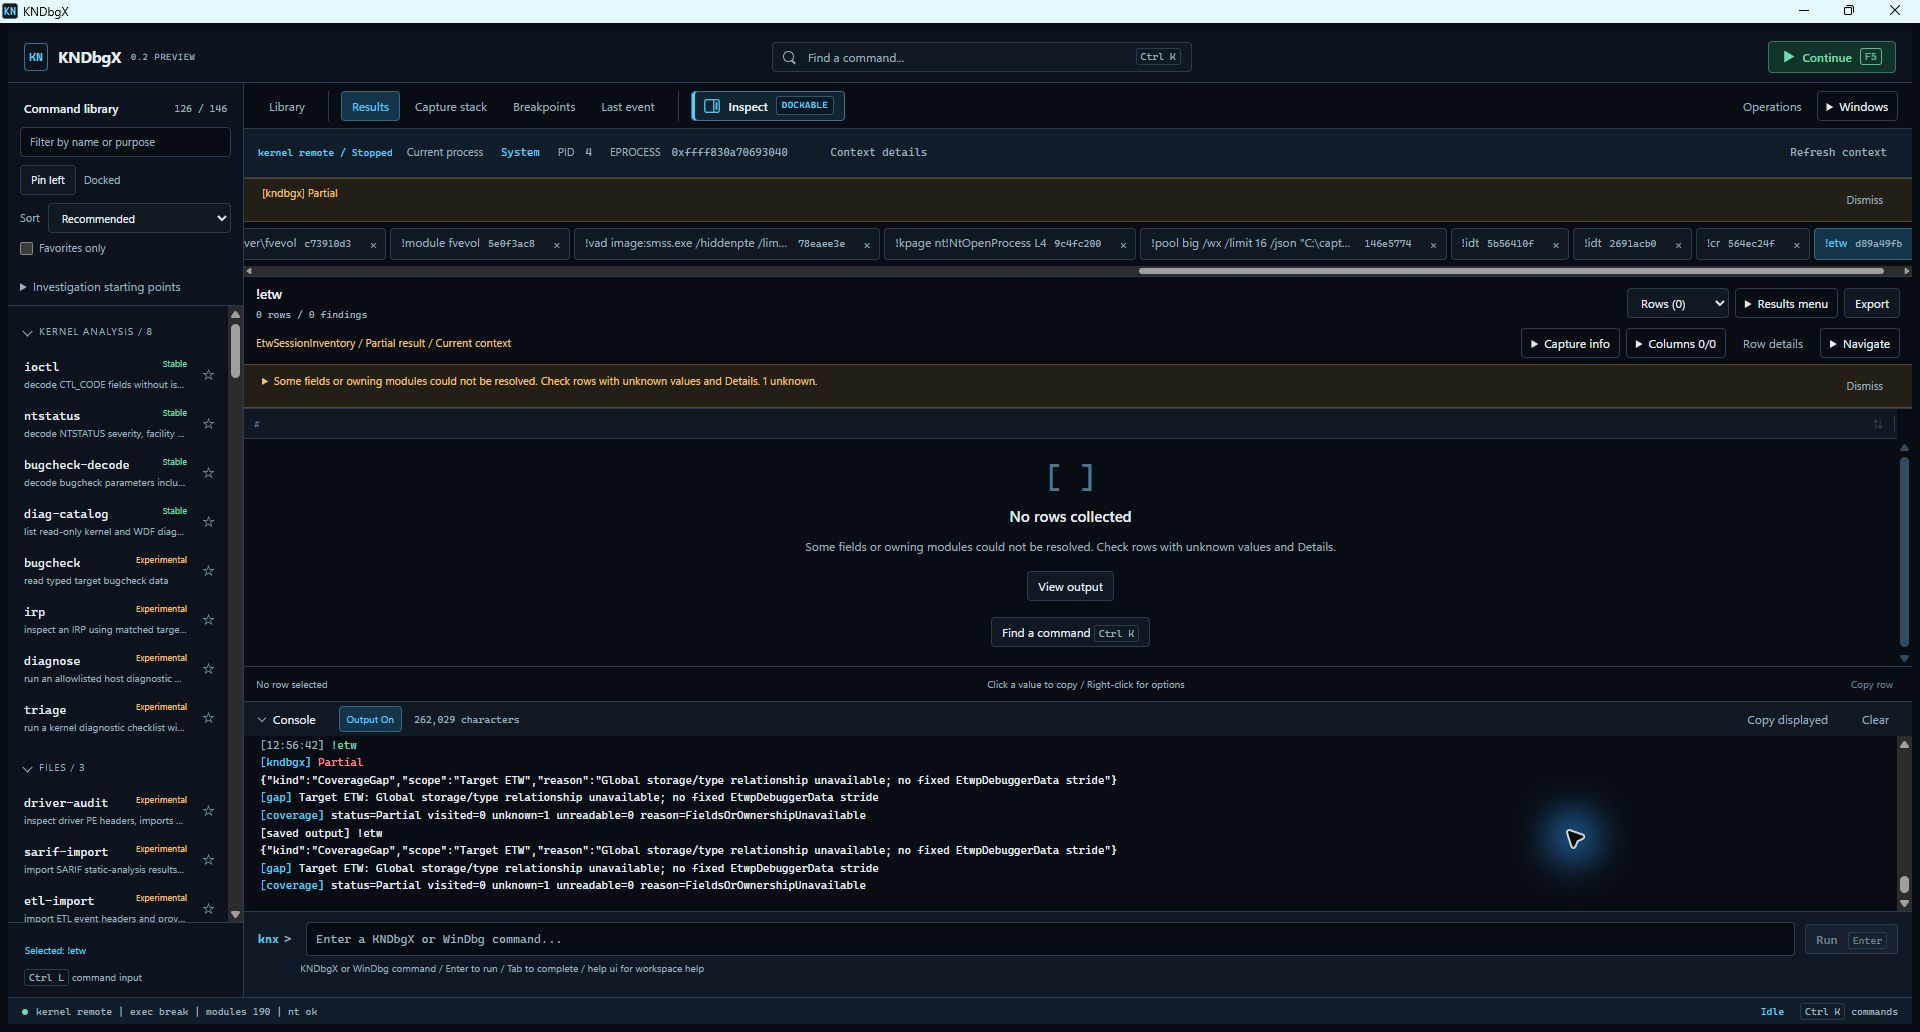 KN KNDbgX
KN KNDbgX 0.2 PREVIEW
Find a command... Ctrl K
Continue F5
Command library 126 / 146
Filter by name or purpose
Pin left Docked
Sort Recommended
Favorites only
Investigation starting points
KERNEL ANALYSIS / 8
ioctl Stable
decode CTL_CODE fields without is...
ntstatus Stable
decode NTSTATUS severity, facility ...
bugcheck-decode Stable
decode bugcheck parameters inclu...
diag-catalog Stable
list read-only kernel and WDF diag...
bugcheck Experimental
read typed target bugcheck data
irp Experimental
inspect an IRP using matched targe...
diagnose Experimental
run an allowlisted host diagnostic ...
triage Experimental
run a kernel diagnostic checklist wi...
FILES / 3
driver-audit Experimental
inspect driver PE headers, imports ...
sarif-import Experimental
import SARIF static-analysis results...
etl-import Experimental
import ETL event headers and prov...
Selected: !etw
Ctrl L command input
Library Results Call stack Capture stack Breakpoints Last event Inspect DOCKABLE Operations Windows
kernel remote / Stopped Current process System PID 4 EPROCESS 0xffff830a70693040 Context details Refresh context
[kndbgx] Partial Dismiss
ver\fvevol c73910d3 × !module fvevol 5e0f3ac8 × !vad image:smss.exe /hiddenpte /lim... 78eaee3e × !kpage nt!NtOpenProcess L4 9c4fc200 × !pool big /wx /limit 16 /json "C:\capt... 146e5774 × !idt 5b56410f × !idt 2691acb0 × !cr 564ec24f × !etw d89a49fb
!etw
0 rows / 0 findings
Rows (0) Results menu Export
EtwSessionInventory / Partial result / Current context
Capture info Columns 0/0 Row details Navigate
Some fields or owning modules could not be resolved. Check rows with unknown values and Details. 1 unknown. Dismiss
#
[ ]
No rows collected
Some fields or owning modules could not be resolved. Check rows with unknown values and Details.
View output
Find a command Ctrl K
No row selected Click a value to copy / Right-click for options Copy row
Console Output On 262,029 characters Copy displayed Clear
[12:56:42] !etw
[kndbgx] Partial
{"kind":"CoverageGap","scope":"Target ETW","reason":"Global storage/type relationship unavailable; no fixed EtwpDebuggerData stride"}
[gap] Target ETW: Global storage/type relationship unavailable; no fixed EtwpDebuggerData stride
[coverage] status=Partial visited=0 unknown=1 unreadable=0 reason=FieldsOrOwnershipUnavailable
[saved output] !etw
{"kind":"CoverageGap","scope":"Target ETW","reason":"Global storage/type relationship unavailable; no fixed EtwpDebuggerData stride"}
[gap] Target ETW: Global storage/type relationship unavailable; no fixed EtwpDebuggerData stride
[coverage] status=Partial visited=0 unknown=1 unreadable=0 reason=FieldsOrOwnershipUnavailable
knx > Enter a KNDbgX or WinDbg command... Run Enter
KNDbgX or WinDbg command / Enter to run / Tab to complete / help ui for workspace help
kernel remote | exec break | modules 190 | nt ok Idle Ctrl K commands